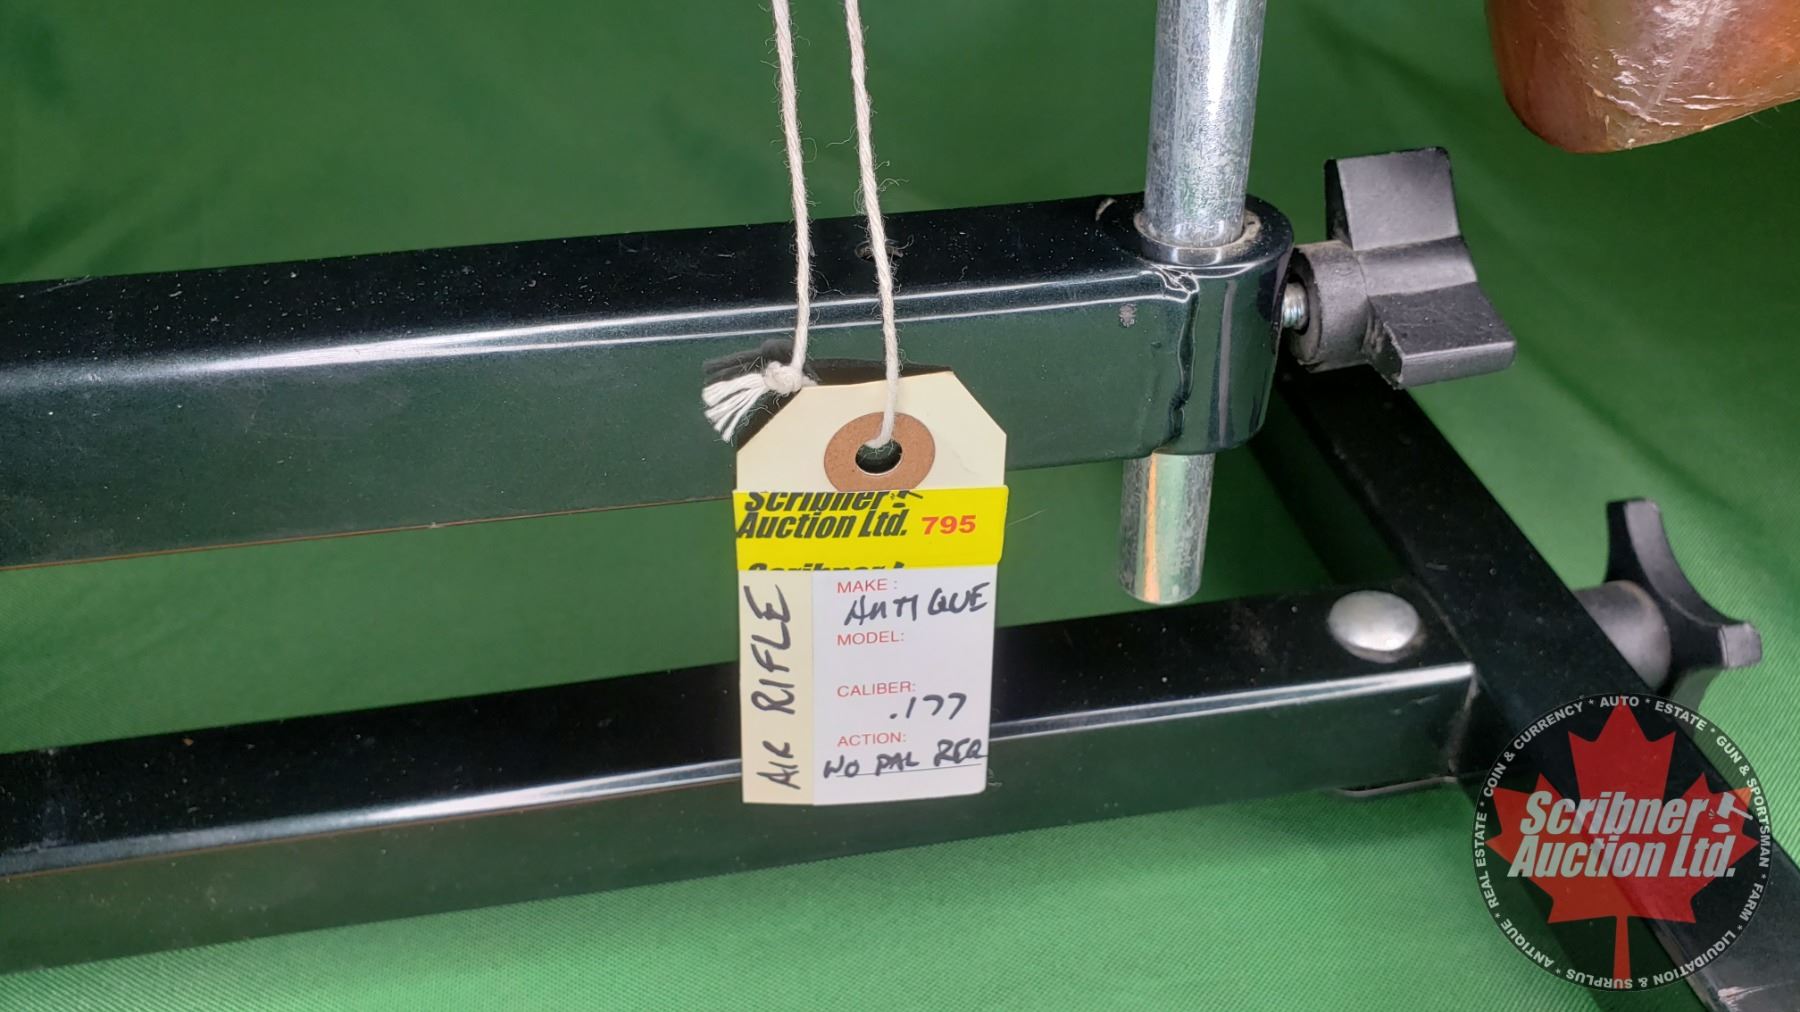 Scribner
Auction Ltd. 795
Scribner
MAKE :
ANTIQUE
MODEL:
CALIBER:
.177
ACTION:
NO PAL REQ
AIR RIFLE
REAL ESTATE * COIN & CURRENCY * AUTO * ESTATE * GUN & SPORTSMAN * FARM * LIQUIDATION & SURPLUS * ANTIQUE *
Scribner
Auction Ltd.